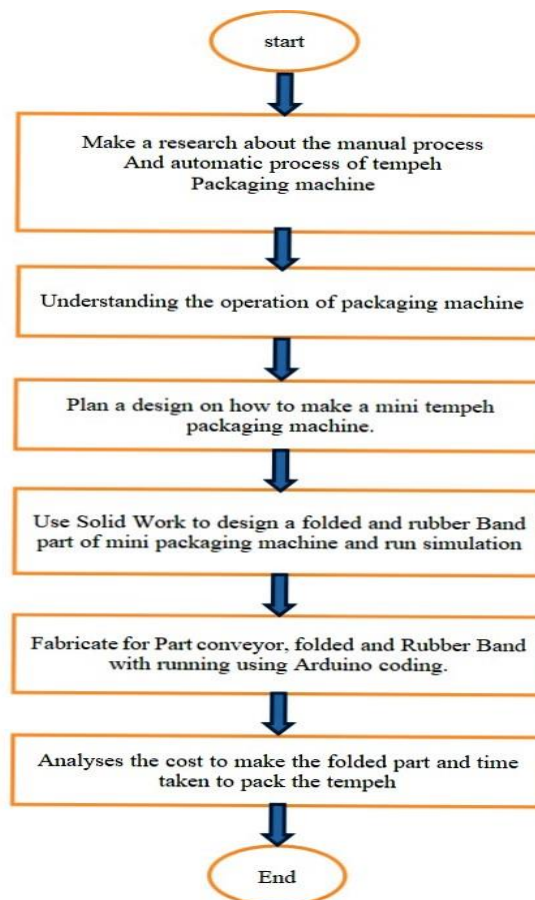 start
Make a research about the manual process
And automatic process of tempeh
Packaging machine
Understanding the operation of packaging machine
Plan a design on how to make a mini tempeh
packaging machine.
Use Solid Work to design a folded and rubber Band
part of mini packaging machine and run simulation
Fabricate for Part conveyor, folded and Rubber Band
with running using Arduino coding.
Analyses the cost to make the folded part and time
taken to pack the tempeh
End